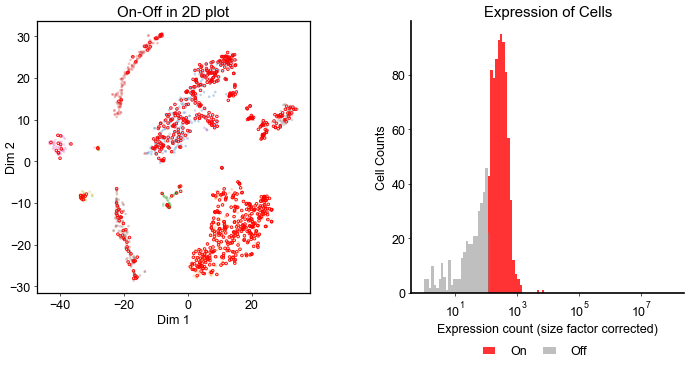 On-Off in 2D plot
30
20
10
0
−10
−20
−30
Dim 2
−40
−20
0
20
Dim 1
Expression of Cells
80
60
40
20
0
Cell Counts
10^1
10^3
10^5
10^7
Expression count (size factor corrected)
On
Off